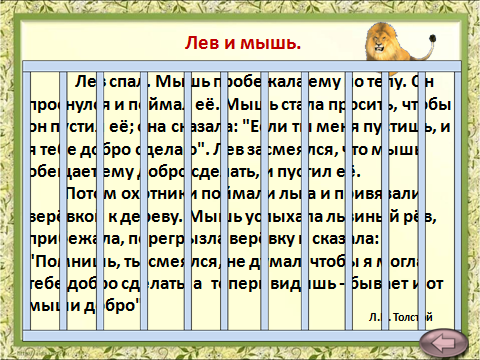 Лев и мышь.
Лев спал. Мышь пробежала ему по телу. Он
проснулся и поймал её. Мышь стала просить, чтобы
он пустил её; она сказала: "Если ты меня пустишь, и
я тебе добро сделаю". Лев засмеялся, что мышь
обещает ему добро сделать, и пустил её.
Потом охотники поймали льва и привязали
верёвкой к дереву. Мышь услыхала львиный рёв,
прибежала, перегрызла верёвку и сказала:
"Помнишь, ты смеялся, не думал, чтобы я могла
тебе добро сделать, а теперь видишь - бывает и от
мыши добро".
Л.Н. Толстой